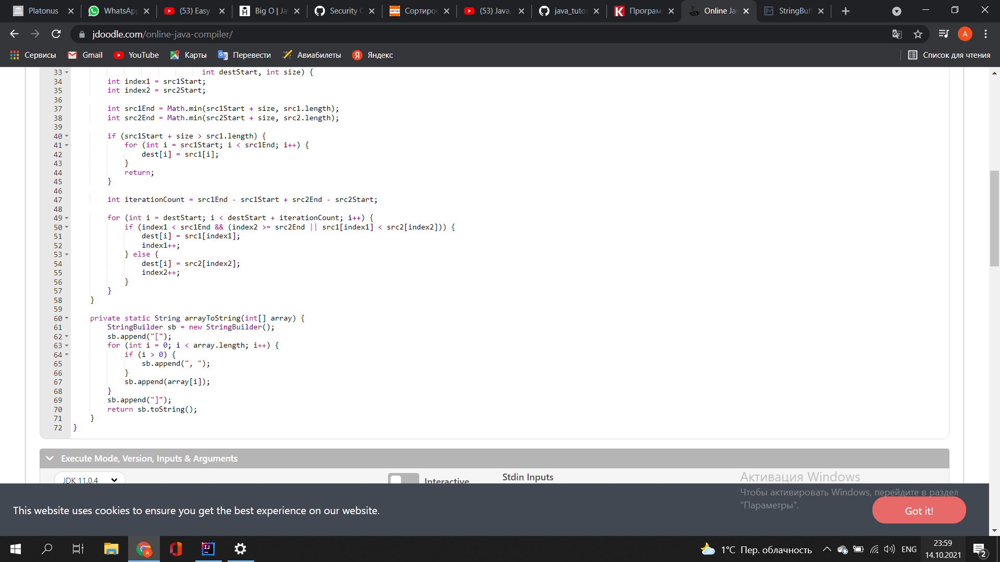 Platonus
WhatsApp
(53) Easy
Big O | Ja
Security
Сортиро
(53) Java.
java_tuto
Програм
Online Ja
StringBuf
jdoodle.com/online-java-compiler/
A
Сервисы
Gmail
YouTube
Карты
Перевести
Авиабилеты
Яндекс
Список для чтения
33 int destStart, int size) {
34 int index1 = src1Start;
35 int index2 = src2Start;
36
37 int src1End = Math.min(src1Start + size, src1.length);
38 int src2End = Math.min(src2Start + size, src2.length);
39
40 if (src1Start + size > src1.length) {
41 for (int i = src1Start; i < src1End; i++) {
42 dest[i] = src1[i];
43 }
44 return;
45 }
46
47 int iterationCount = src1End - src1Start + src2End - src2Start;
48
49 for (int i = destStart; i < destStart + iterationCount; i++) {
50 if (index1 < src1End && (index2 >= src2End || src1[index1] < src2[index2])) {
51 dest[i] = src1[index1];
52 index1++;
53 } else {
54 dest[i] = src2[index2];
55 index2++;
56 }
57 }
58 }
59
60 private static String arrayToString(int[] array) {
61 StringBuilder sb = new StringBuilder();
62 sb.append("[");
63 for (int i = 0; i < array.length; i++) {
64 if (i > 0) {
65 sb.append(", ");
66 }
67 sb.append(array[i]);
68 }
69 sb.append("]");
70 return sb.toString();
71 }
72 }
Execute Mode, Version, Inputs & Arguments
JDK 11.0.4
Interactive
Stdin Inputs
Активация Windows
Чтобы активировать Windows, перейдите в раздел
"Параметры".
This website uses cookies to ensure you get the best experience on our website.
Got it!
1°C Пер. облачность
ENG
23:59
14.10.2021
2